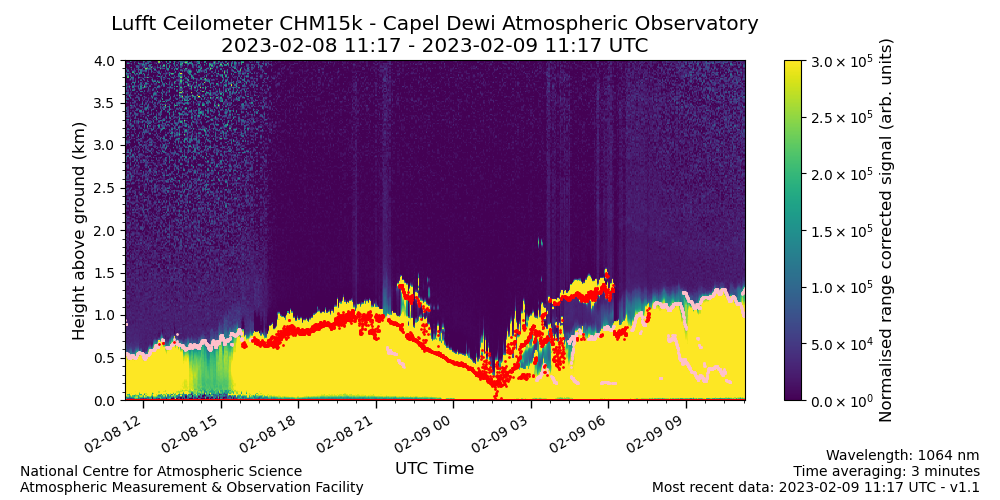 Lufft Ceilometer CHM15k - Capel Dewi Atmospheric Observatory
2023-02-08 11:17 - 2023-02-09 11:17 UTC
Height above ground (km)
4.0
3.5
3.0
2.5
2.0
1.5
1.0
0.5
0.0
02-08 12
02-08 15
02-08 18
02-08 21
02-09 00
02-09 03
02-09 06
02-09 09
UTC Time
3.0 × 10⁵
2.5 × 10⁵
2.0 × 10⁵
1.5 × 10⁵
1.0 × 10⁵
5.0 × 10⁴
0.0 × 10⁰
Normalised range corrected signal (arb. units)
National Centre for Atmospheric Science
Atmospheric Measurement & Observation Facility
Wavelength: 1064 nm
Time averaging: 3 minutes
Most recent data: 2023-02-09 11:17 UTC - v1.1